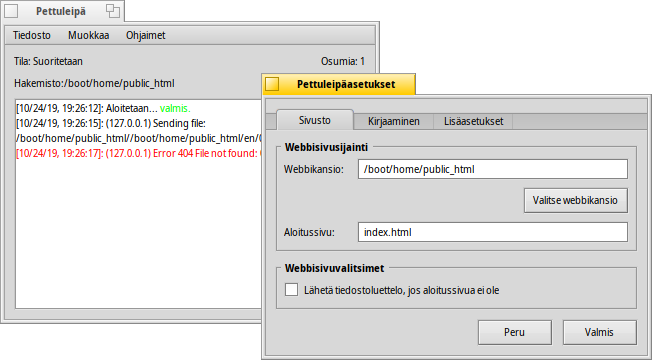 Pettuleipä
Tiedosto Muokkaa Ohjaimet
Tila: Suoritetaan Osumia: 1
Hakemisto:/boot/home/public_html
[10/24/19, 19:26:12]: Aloitetaan... valmis.
[10/24/19, 19:26:15]: (127.0.0.1) Sending file:
/boot/home/public_html//boot/home/public_html/en/
[10/24/19, 19:26:17]: (127.0.0.1) Error 404 File not found:
Pettuleipäasetukset
Sivusto Kirjaaminen Lisäasetukset
Webbisivusijainti
Webbikansio: /boot/home/public_html
Valitse webbikansio
Aloitussivu: index.html
Webbisivuvalitsimet
Lähetä tiedostoluettelo, jos aloitussivua ei ole
Peru Valmis